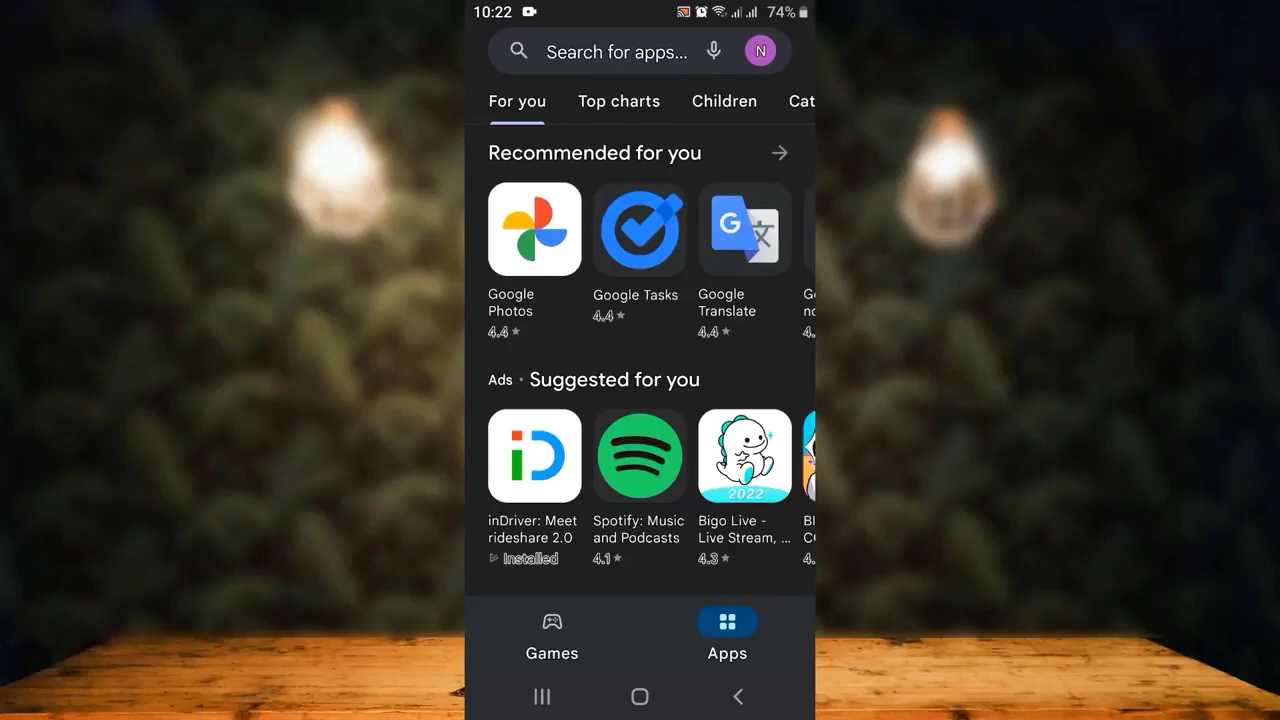 10:22 74%
Search for apps... N
For you Top charts Children Cat
Recommended for you
Google Photos
4.4
Google Tasks
4.4
G 文
Google Translate
4.4
Ads • Suggested for you
iD
inDriver: Meet rideshare 2.0
Installed
Spotify: Music and Podcasts
4.1
2022
Bigo Live - Live Stream, ...
4.3
Games Apps